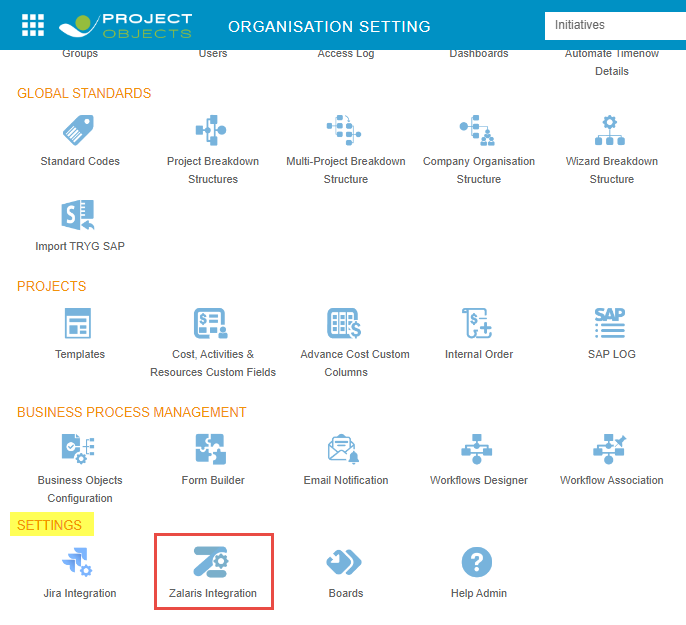 PROJECT
OBJECTS
ORGANISATION SETTING
Initiatives
Groups
Users
Access Log
Dashboards
Automate Timenow
Details
GLOBAL STANDARDS
Standard Codes
Project Breakdown
Structures
Multi-Project Breakdown
Structure
Company Organisation
Structure
Wizard Breakdown
Structure
Import TRYG SAP
PROJECTS
SAP
Templates
Cost, Activities &
Resources Custom Fields
Advance Cost Custom
Columns
Internal Order
SAP LOG
BUSINESS PROCESS MANAGEMENT
Business Objects
Configuration
Form Builder
Email Notification
Workflows Designer
Workflow Association
SETTINGS
Jira Integration
Zalaris Integration
Boards
Help Admin